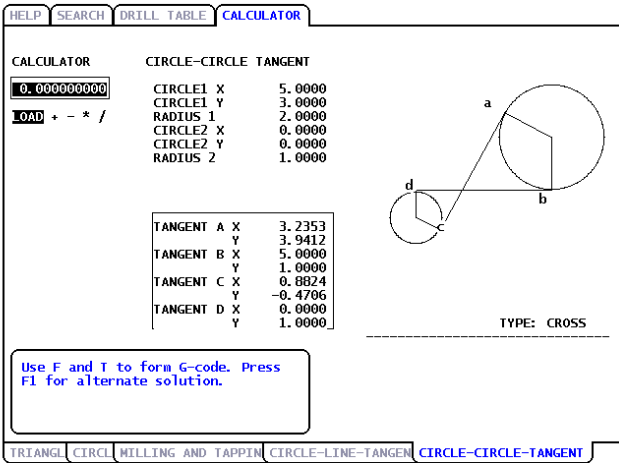 HELP SEARCH DRILL TABLE CALCULATOR
CALCULATOR
0.000000000
LOAD + - * /
CIRCLE-CIRCLE TANGENT
CIRCLE1 X 5.0000
CIRCLE1 Y 3.0000
RADIUS 1 2.0000
CIRCLE2 X 0.0000
CIRCLE2 Y 0.0000
RADIUS 2 1.0000
TANGENT A X 3.2353
Y 3.9412
TANGENT B X 5.0000
Y 1.0000
TANGENT C X 0.8824
Y -0.4706
TANGENT D X 0.0000
Y 1.0000
a
b
d
c
TYPE: CROSS
Use F and T to form G-code. Press
F1 for alternate solution.
TRIANGL CIRCL MILLING AND TAPPIN CIRCLE-LINE-TANGEN CIRCLE-CIRCLE-TANGENT